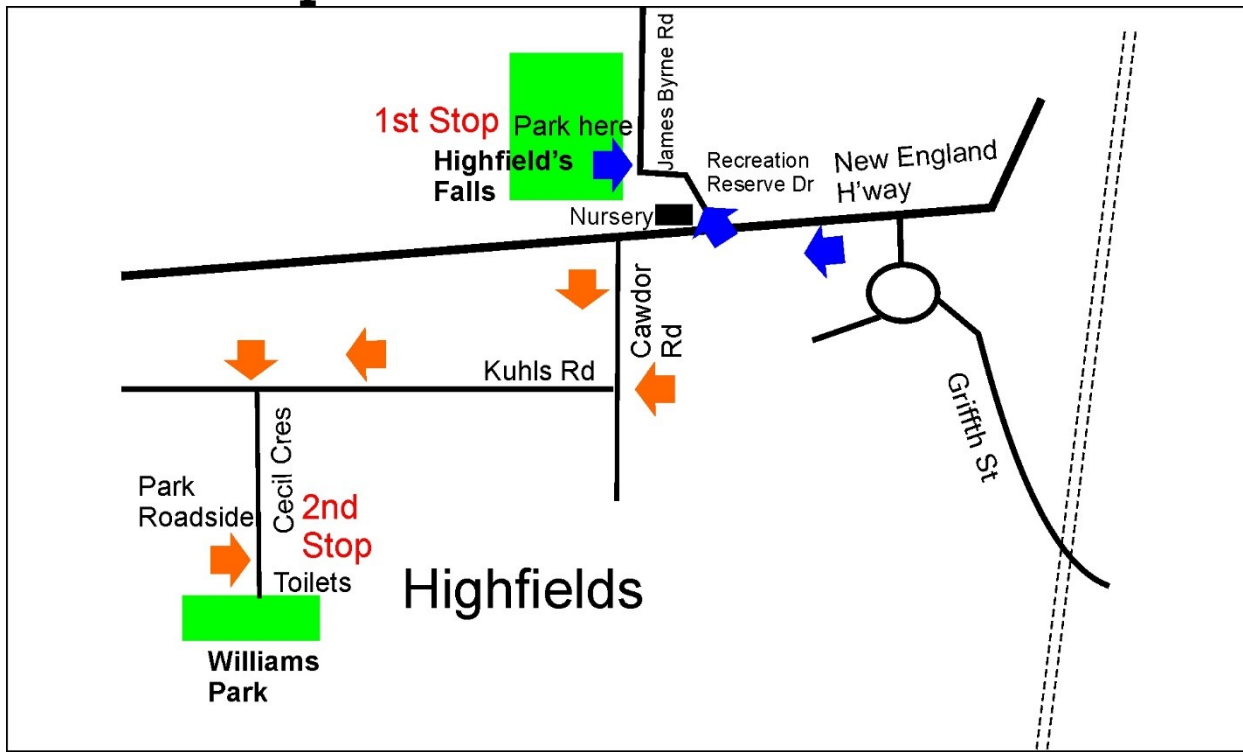 James Byrne Rd
1st Stop
Park here
Highfield's
Falls
Recreation
Reserve Dr
New England
H'way
Nursery
Cawdor
Rd
Kuhls Rd
Griffth St
Cecil Cres
Park
Roadside
2nd
Stop
Toilets
Highfields
Williams
Park